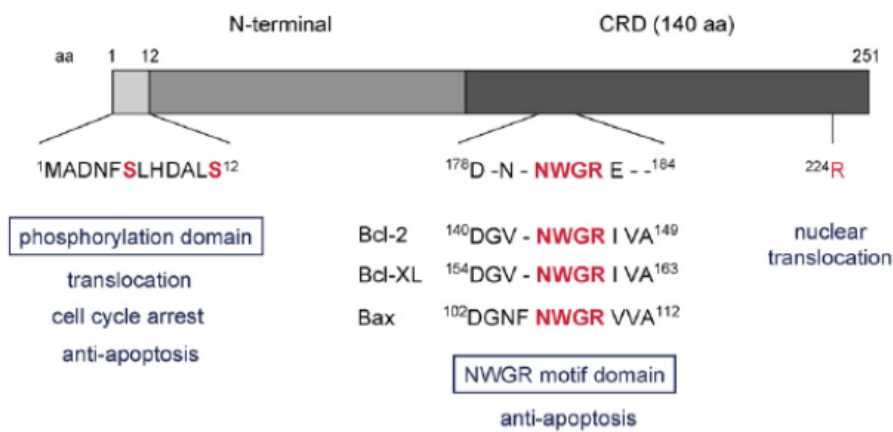 N-terminal CRD (140 aa)
aa 1 12 251
¹MADNFSLHDALS¹² ¹⁷⁸D - N - NWGR E - -¹⁸⁴ ²²⁴R
phosphorylation domain Bcl-2 ¹⁴⁰DGV - NWGR I VA¹⁴⁹ nuclear
translocation Bcl-XL ¹⁵⁴DGV - NWGR I VA¹⁶³ translocation
cell cycle arrest Bax ¹⁰²DGNF NWGR VVA¹¹²
anti-apoptosis
NWGR motif domain
anti-apoptosis